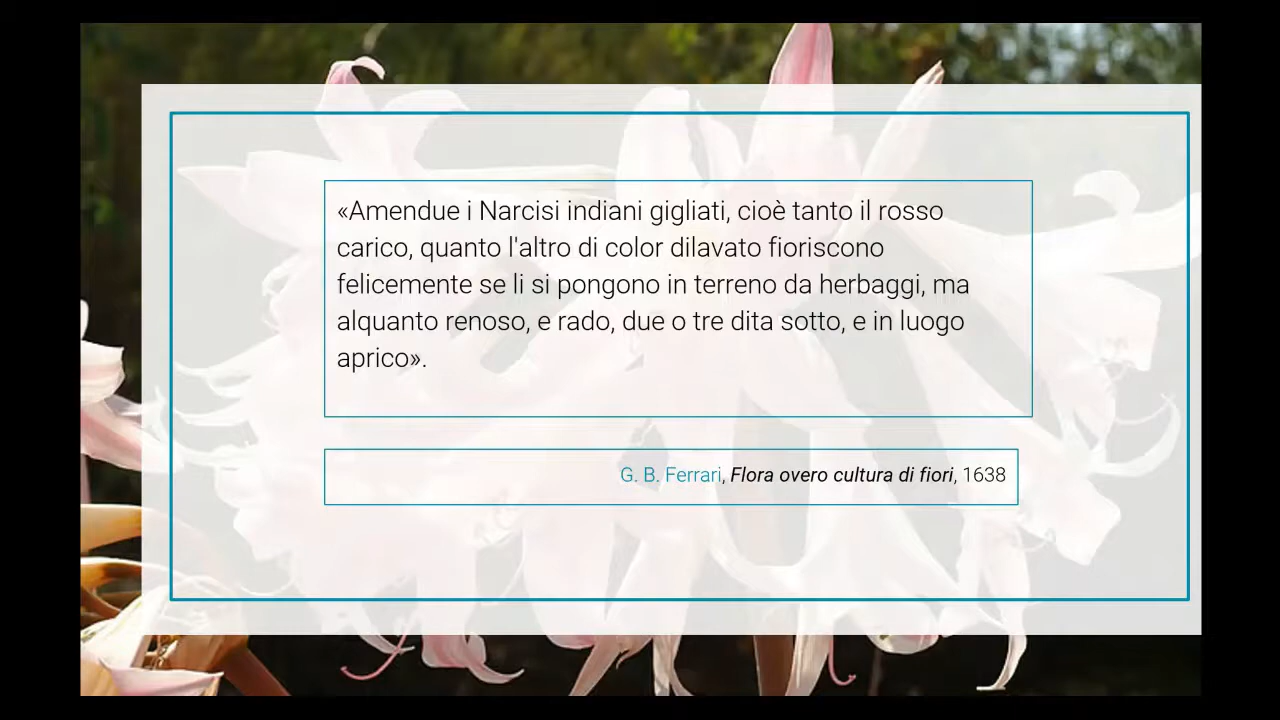 «Amendue i Narcisi indiani gigliati, cioè tanto il rosso
carico, quanto l'altro di color dilavato fioriscono
felicemente se li si pongono in terreno da herbaggi, ma
alquanto renoso, e rado, due o tre dita sotto, e in luogo
aprico».
G. B. Ferrari, Flora overo cultura di fiori, 1638